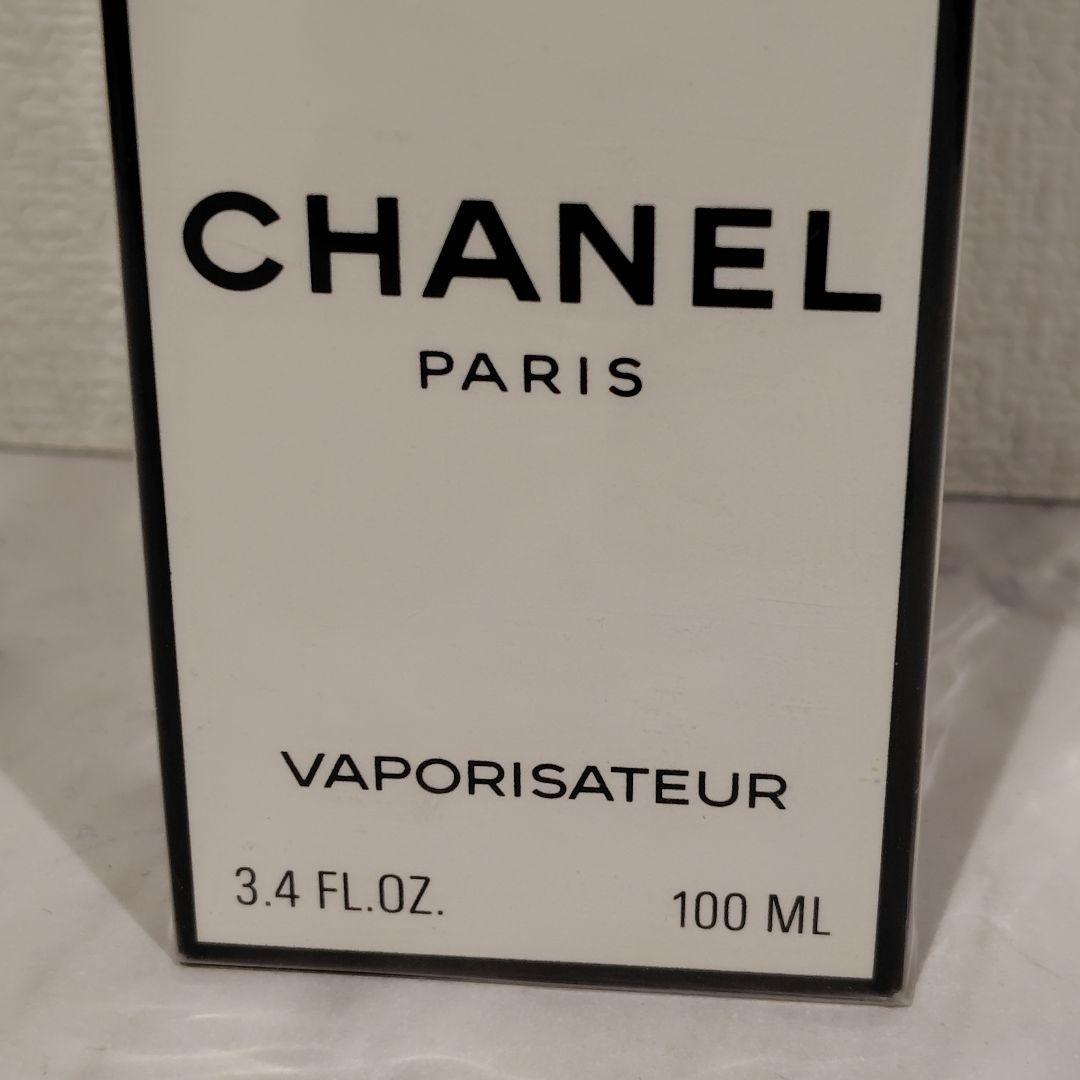 CHANEL
PARIS
VAPORISATEUR
3.4 FL.OZ. 100 ML